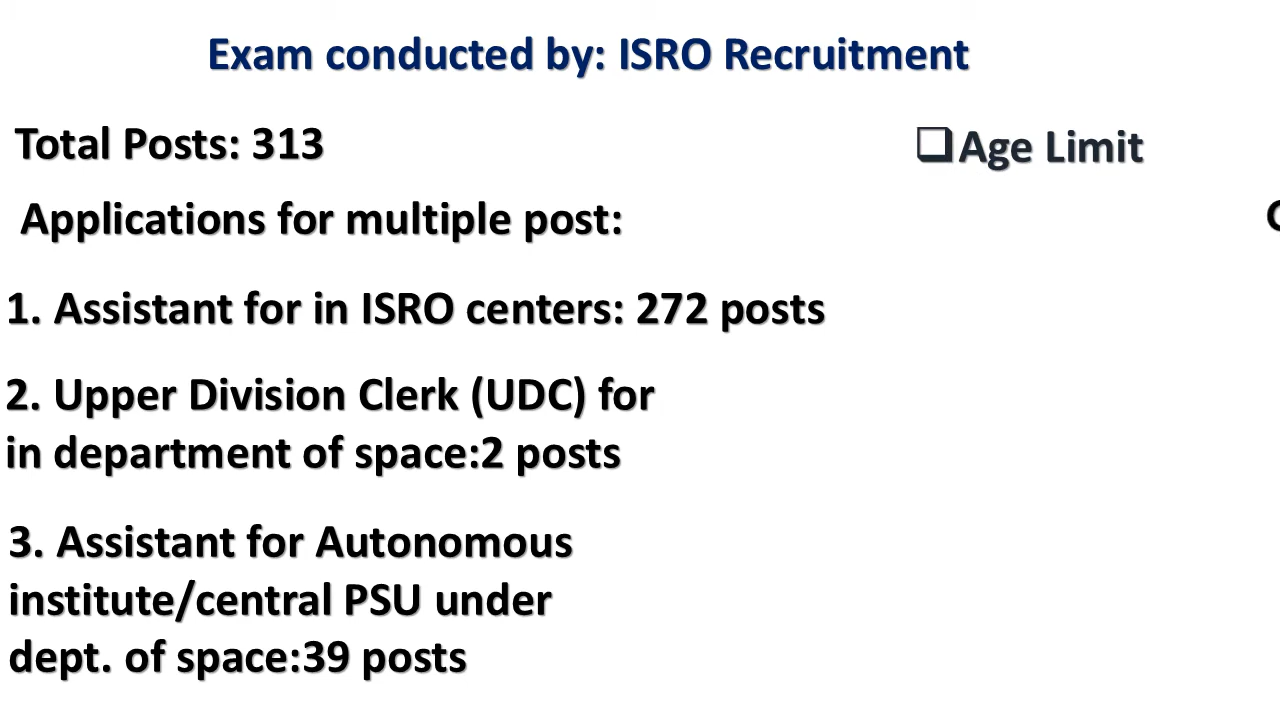 Exam conducted by: ISRO Recruitment
Total Posts: 313
Applications for multiple post:
1. Assistant for in ISRO centers: 272 posts
2. Upper Division Clerk (UDC) for
in department of space:2 posts
3. Assistant for Autonomous
institute/central PSU under
dept. of space:39 posts
❑Age Limit